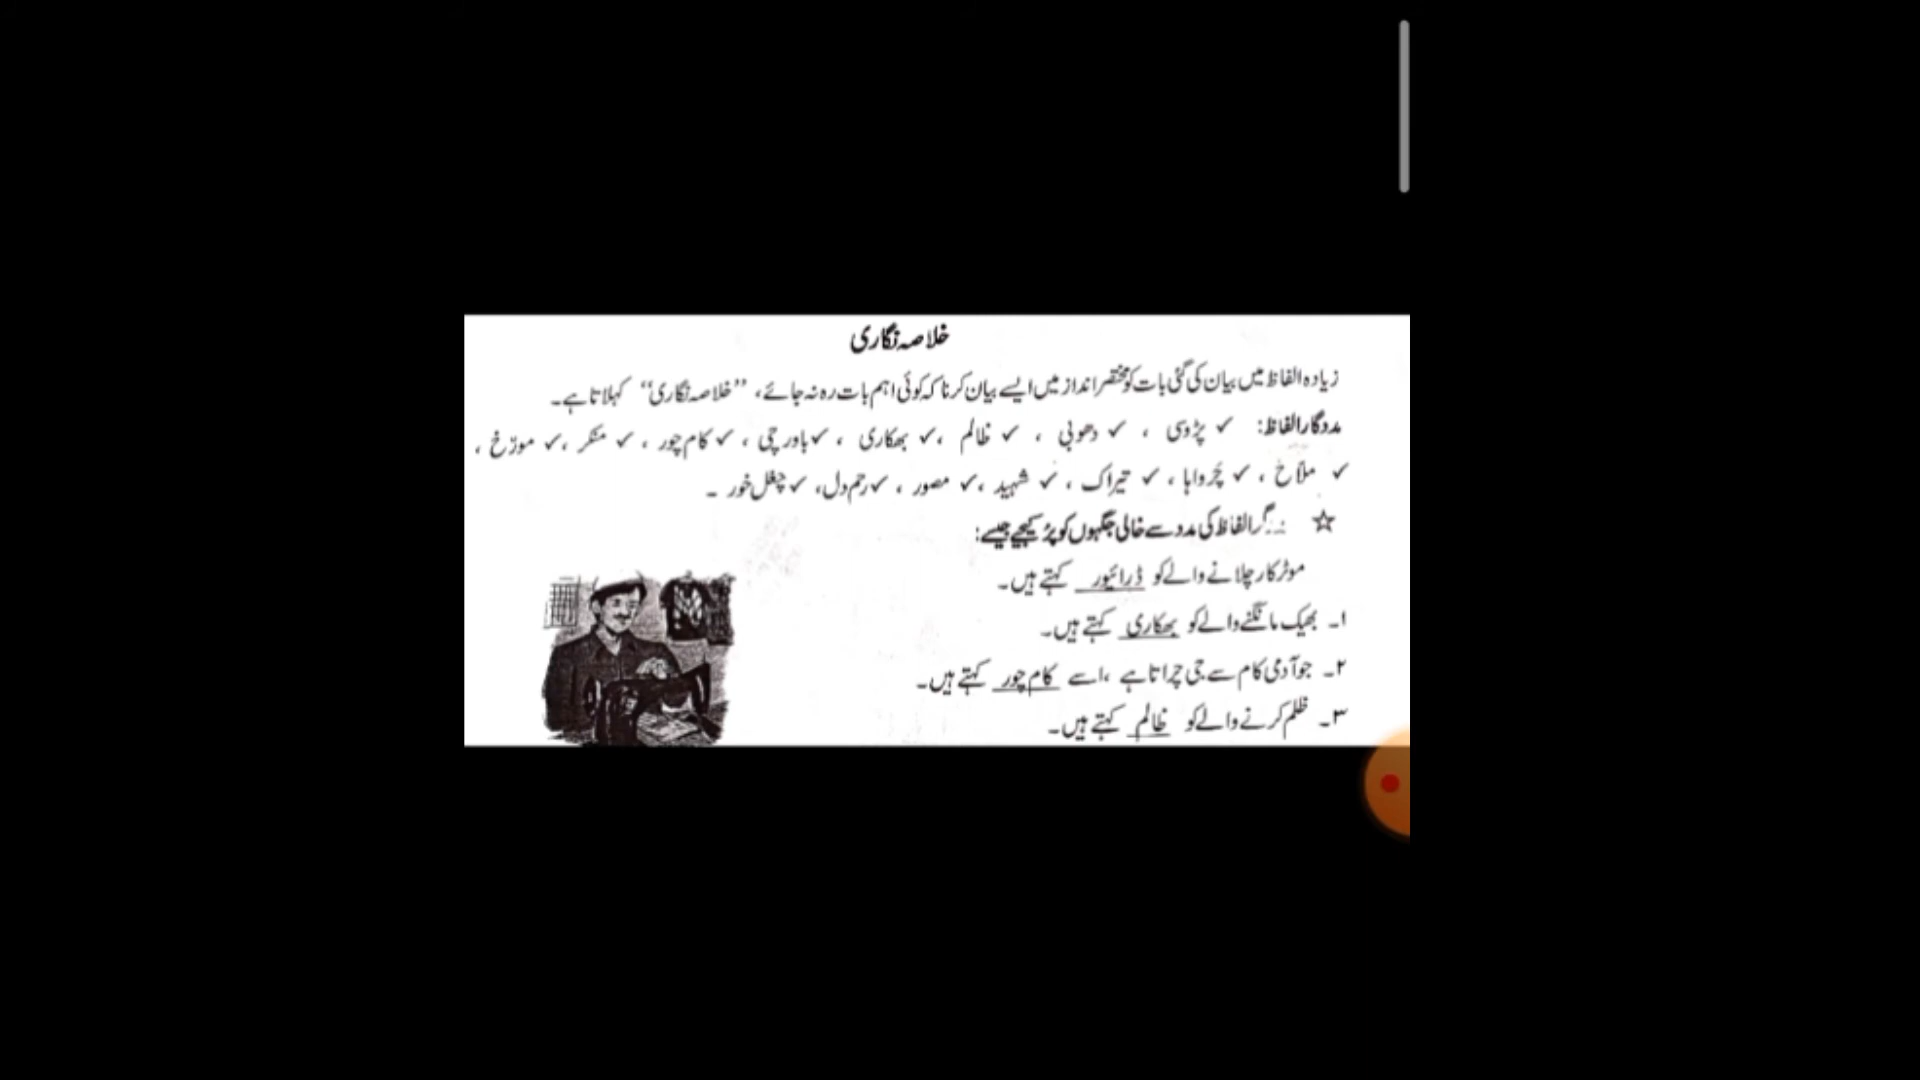 خلاصہ نگاری
زیادہ الفاظ میں بیان کی گئی بات کو مختصر انداز میں ایسے بیان کرنا کہ کوئی اہم بات رہ نہ جائے، ”خلاصہ نگاری“ کہلاتا ہے۔
مددگار الفاظ: ✓ پڑوسی ، ✓ دھوبی ، ✓ ظالم ، ✓ بھکاری ، ✓ باورچی ، ✓ کام چور ، ✓ منکر ، ✓ مورّخ ،
✓ ملّاح ، ✓ چرواہا ، ✓ تیراک ، ✓ شہید ، ✓ مصور ، ✓ رحم دل، ✓ چغل خور ۔
☆ الفاظ کی مدد سے خالی جگہوں کو پُر کیجیے جیسے:
موٹر کار چلانے والے کو ڈرائیور کہتے ہیں۔
۱۔ بھیک مانگنے والے کو بھکاری کہتے ہیں۔
۲۔ جو آدمی کام سے جی چراتا ہے ، اسے کام چور کہتے ہیں۔
۳۔ ظلم کرنے والے کو ظالم کہتے ہیں۔